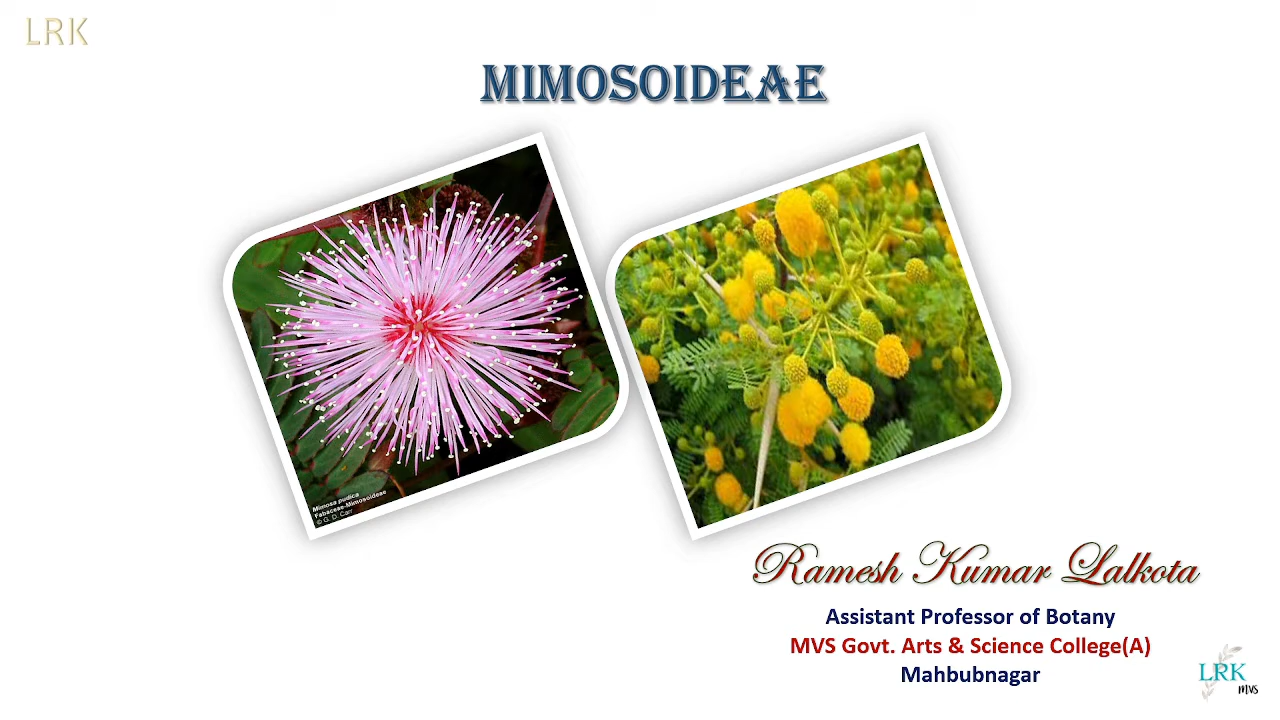 LRK
MIMOSOIDEAE
Mimosa pudica
Fabaceae-Mimosoideae
© G. D. Carr
Ramesh Kumar Lalkota
Assistant Professor of Botany
MVS Govt. Arts & Science College(A)
Mahbubnagar
LRK
MVS